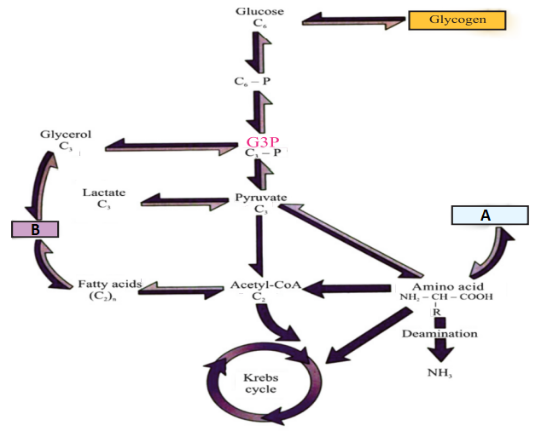 Glucose
C₆
Glycogen
C₆ – P
Glycerol
C₃
G3P
C₃ – P
Lactate
C₃
Pyruvate
C₃
A
B
Fatty acids
(C₂)ₙ
Acetyl-CoA
C₂
Amino acid
NH₂ – CH – COOH
R
Deamination
NH₃
Krebs
cycle